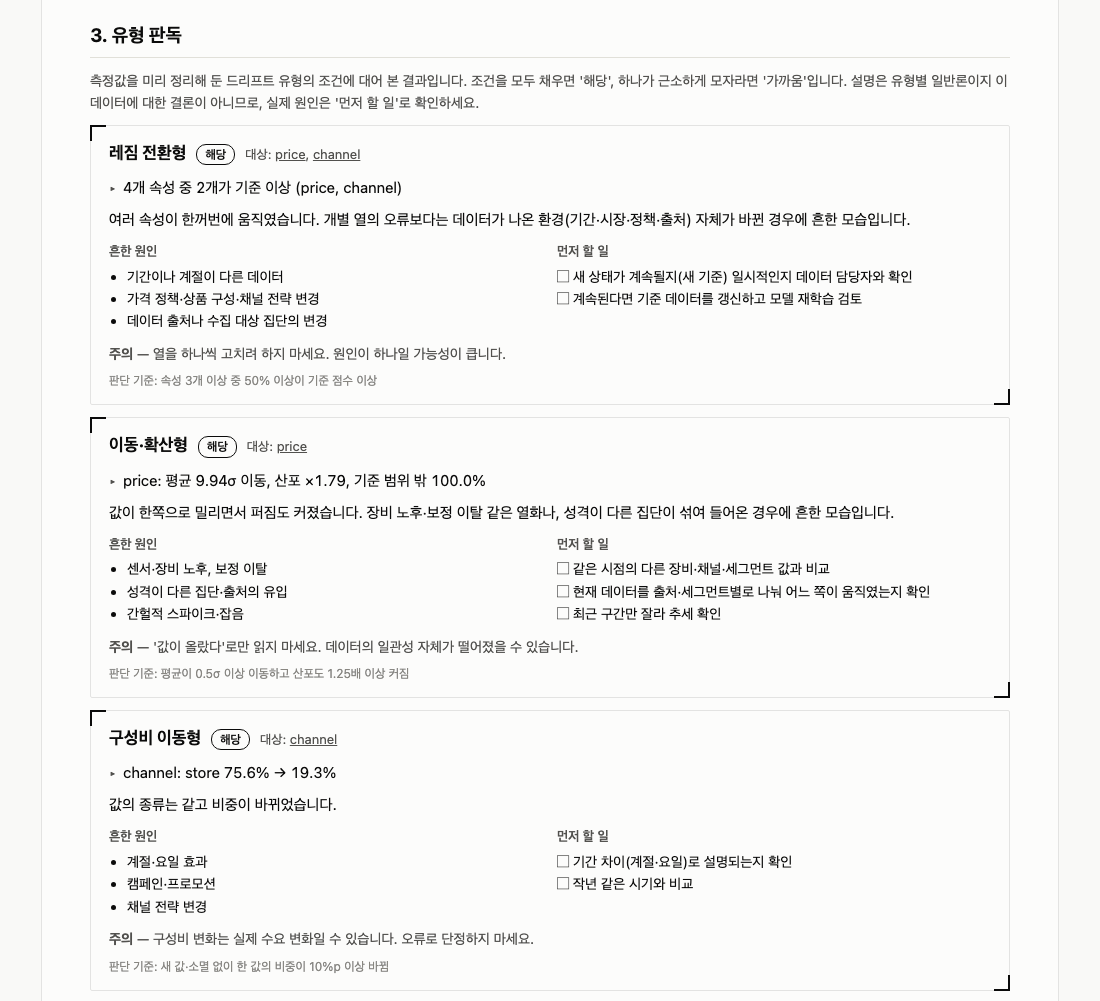 3. 유형 판독
측정값을 미리 정리해 둔 드리프트 유형의 조건에 대어 본 결과입니다. 조건을 모두 채우면 '해당', 하나가 근소하게 모자라면 '가까움'입니다. 설명은 유형별 일반론이지 이
데이터에 대한 결론이 아니므로, 실제 원인은 '먼저 할 일'로 확인하세요.
레짐 전환형 해당 대상: price, channel
▸ 4개 속성 중 2개가 기준 이상 (price, channel)
여러 속성이 한꺼번에 움직였습니다. 개별 열의 오류보다는 데이터가 나온 환경(기간·시장·정책·출처) 자체가 바뀐 경우에 흔한 모습입니다.
흔한 원인
• 기간이나 계절이 다른 데이터
• 가격 정책·상품 구성·채널 전략 변경
• 데이터 출처나 수집 대상 집단의 변경
먼저 할 일
☐ 새 상태가 계속될지(새 기준) 일시적인지 데이터 담당자와 확인
☐ 계속된다면 기준 데이터를 갱신하고 모델 재학습 검토
주의 — 열을 하나씩 고치려 하지 마세요. 원인이 하나일 가능성이 큽니다.
판단 기준: 속성 3개 이상 중 50% 이상이 기준 점수 이상
이동·확산형 해당 대상: price
▸ price: 평균 9.94σ 이동, 산포 ×1.79, 기준 범위 밖 100.0%
값이 한쪽으로 밀리면서 퍼짐도 커졌습니다. 장비 노후·보정 이탈 같은 열화나, 성격이 다른 집단이 섞여 들어온 경우에 흔한 모습입니다.
흔한 원인
• 센서·장비 노후, 보정 이탈
• 성격이 다른 집단·출처의 유입
• 간헐적 스파이크·잡음
먼저 할 일
☐ 같은 시점의 다른 장비·채널·세그먼트 값과 비교
☐ 현재 데이터를 출처·세그먼트별로 나눠 어느 쪽이 움직였는지 확인
☐ 최근 구간만 잘라 추세 확인
주의 — '값이 올랐다'로만 읽지 마세요. 데이터의 일관성 자체가 떨어졌을 수 있습니다.
판단 기준: 평균이 0.5σ 이상 이동하고 산포도 1.25배 이상 커짐
구성비 이동형 해당 대상: channel
▸ channel: store 75.6% → 19.3%
값의 종류는 같고 비중이 바뀌었습니다.
흔한 원인
• 계절·요일 효과
• 캠페인·프로모션
• 채널 전략 변경
먼저 할 일
☐ 기간 차이(계절·요일)로 설명되는지 확인
☐ 작년 같은 시기와 비교
주의 — 구성비 변화는 실제 수요 변화일 수 있습니다. 오류로 단정하지 마세요.
판단 기준: 새 값·소멸 없이 한 값의 비중이 10%p 이상 바뀜